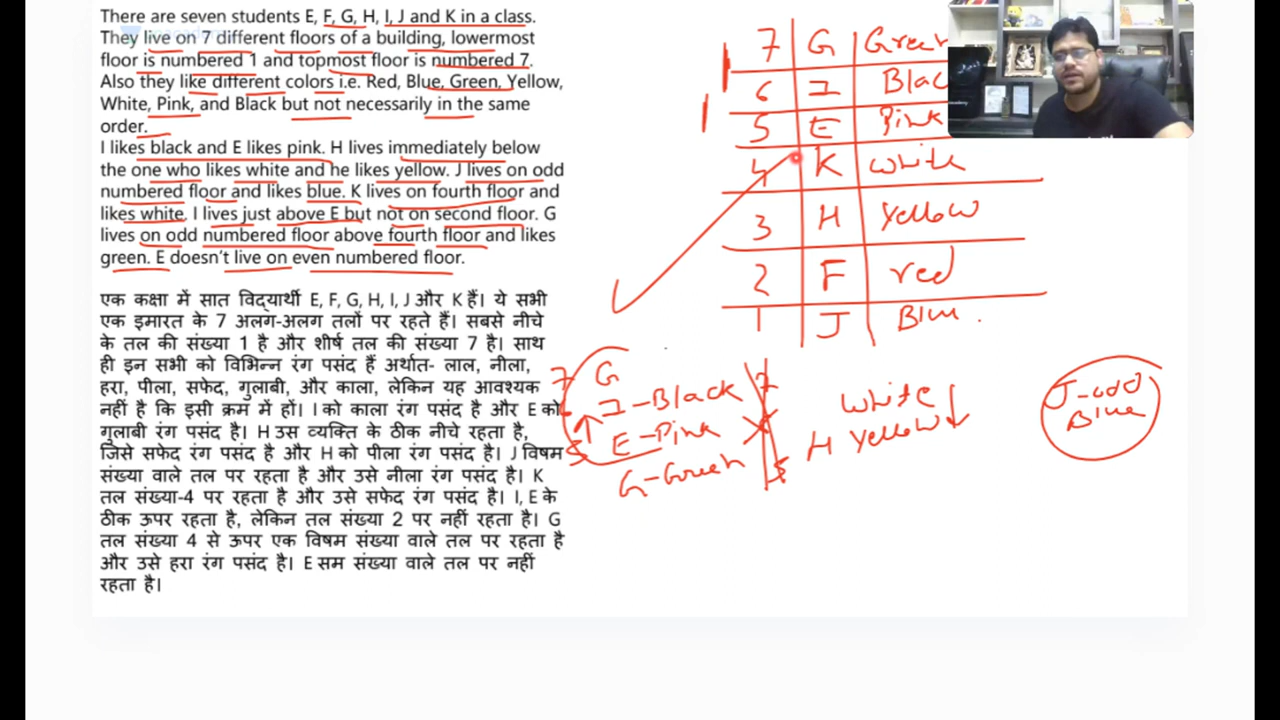 There are seven students E, F, G, H, I, J and K in a class.
They live on 7 different floors of a building, lowermost
floor is numbered 1 and topmost floor is numbered 7.
Also they like different colors i.e. Red, Blue, Green, Yellow,
White, Pink, and Black but not necessarily in the same
order.
I likes black and E likes pink. H lives immediately below
the one who likes white and he likes yellow. J lives on odd
numbered floor and likes blue. K lives on fourth floor and
likes white. I lives just above E but not on second floor. G
lives on odd numbered floor above fourth floor and likes
green. E doesn't live on even numbered floor.
एक कक्षा में सात विद्यार्थी E, F, G, H, I, J और K हैं। ये सभी
एक इमारत के 7 अलग-अलग तलों पर रहते हैं। सबसे नीचे
के तल की संख्या 1 है और शीर्ष तल की संख्या 7 है। साथ
ही इन सभी को विभिन्न रंग पसंद हैं अर्थात- लाल, नीला,
हरा, पीला, सफेद, गुलाबी, और काला, लेकिन यह आवश्यक
नहीं है कि इसी क्रम में हों। I को काला रंग पसंद है और E को
गुलाबी रंग पसंद है। H उस व्यक्ति के ठीक नीचे रहता है,
जिसे सफेद रंग पसंद है और H को पीला रंग पसंद है। J विषम
संख्या वाले तल पर रहता है और उसे नीला रंग पसंद है। K
तल संख्या-4 पर रहता है और उसे सफेद रंग पसंद है। I, E के
ठीक ऊपर रहता है, लेकिन तल संख्या 2 पर नहीं रहता है। G
तल संख्या 4 से ऊपर एक विषम संख्या वाले तल पर रहता है
और उसे हरा रंग पसंद है। E सम संख्या वाले तल पर नहीं
रहता है।
7 G Green
6 I Blac
5 E Pink
4 K white
3 H Yellow
2 F red
1 J Blue.
7 G
I-Black
5 E-Pink
G-Green
7
5
White
H Yellow
J-odd
Blue